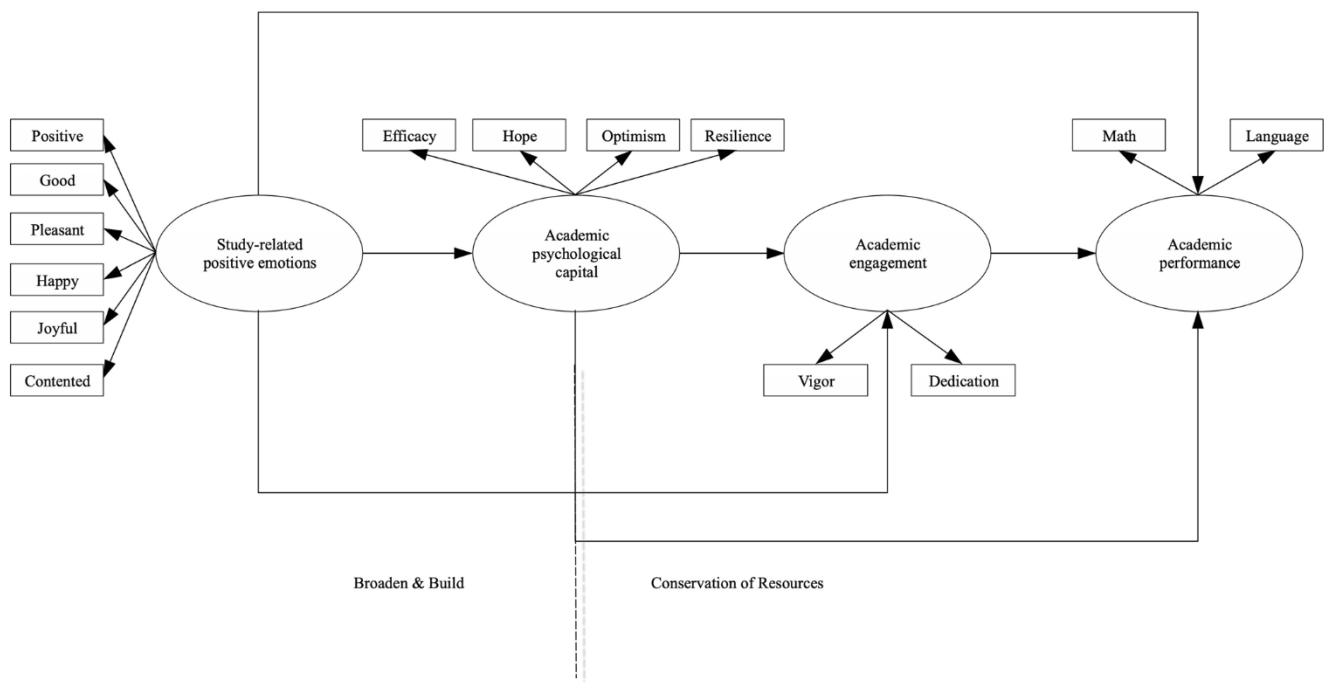 Positive
Good
Pleasant
Happy
Joyful
Contented
Study-related
positive emotions
Efficacy
Hope
Optimism
Resilience
Academic
psychological
capital
Academic
engagement
Vigor
Dedication
Math
Language
Academic
performance
Broaden & Build
Conservation of Resources